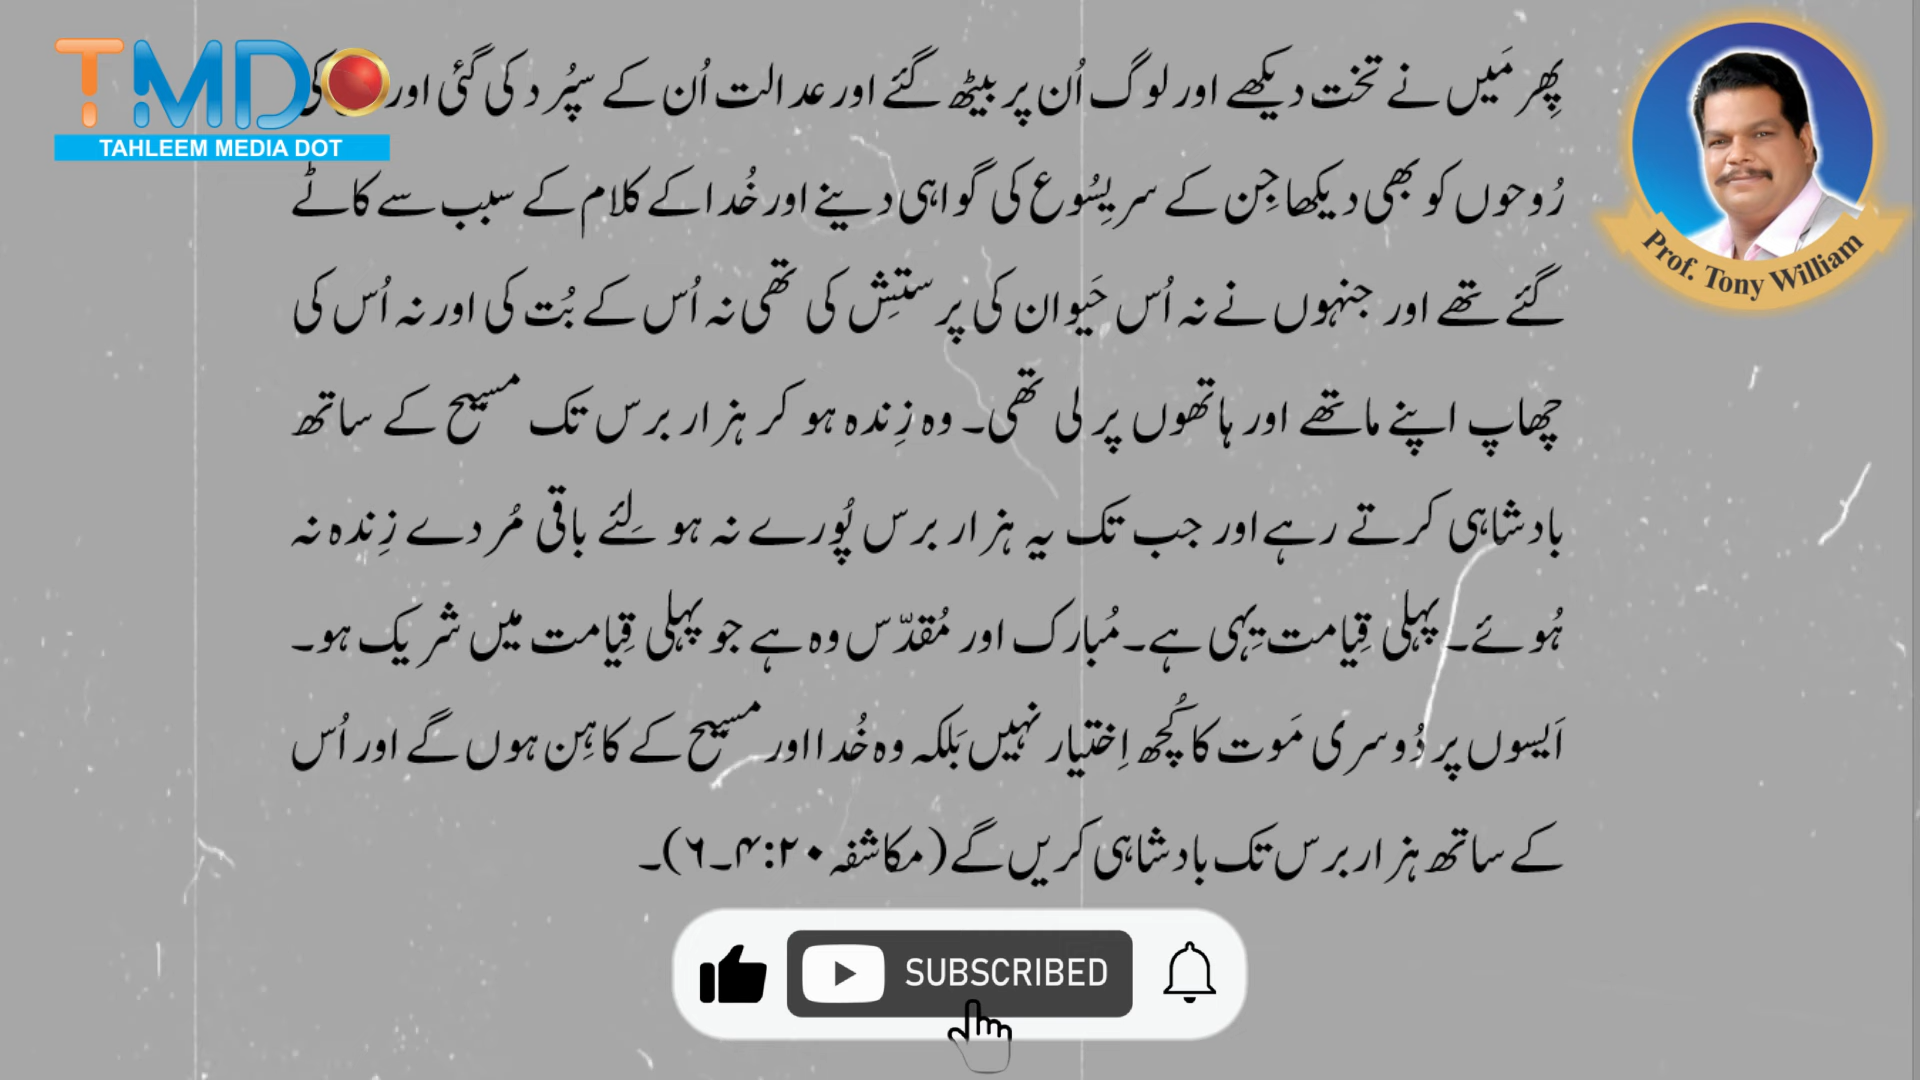 TMDO
TAHLEEM MEDIA DOT
Prof. Tony William
پِھر مَیں نے تخت دیکھے اور لوگ اُن پر بیٹھ گئے اور عدالت اُن کے سپُرد کی گئی اور کی
رُوحوں کو بھی دیکھا جِن کے سر یِسُوع کی گواہی دینے اور خُدا کے کلام کے سبب سے کاٹے
گئے تھے اور جنہوں نے نہ اُس حَیوان کی پرستِش کی تھی نہ اُس کے بُت کی اور نہ اُس کی
چھاپ اپنے ماتھے اور ہاتھوں پر لی تھی۔ وہ زِندہ ہو کر ہزار برس تک مسیح کے ساتھ
بادشاہی کرتے رہے اور جب تک یہ ہزار برس پُورے نہ ہو لِئے باقی مُردے زِندہ نہ
ہُوئے۔ پہلی قِیامت یِہی ہے۔ مُبارک اور مُقدّس وہ ہے جو پہلی قِیامت میں شریک ہو۔
اَیسوں پر دُوسری مَوت کا کُچھ اِختیار نہیں بَلکہ وہ خُدا اور مسیح کے کاہِن ہوں گے اور اُس
کے ساتھ ہزار برس تک بادشاہی کریں گے (مکاشفہ ۲۰:۴۔۶)۔
SUBSCRIBED